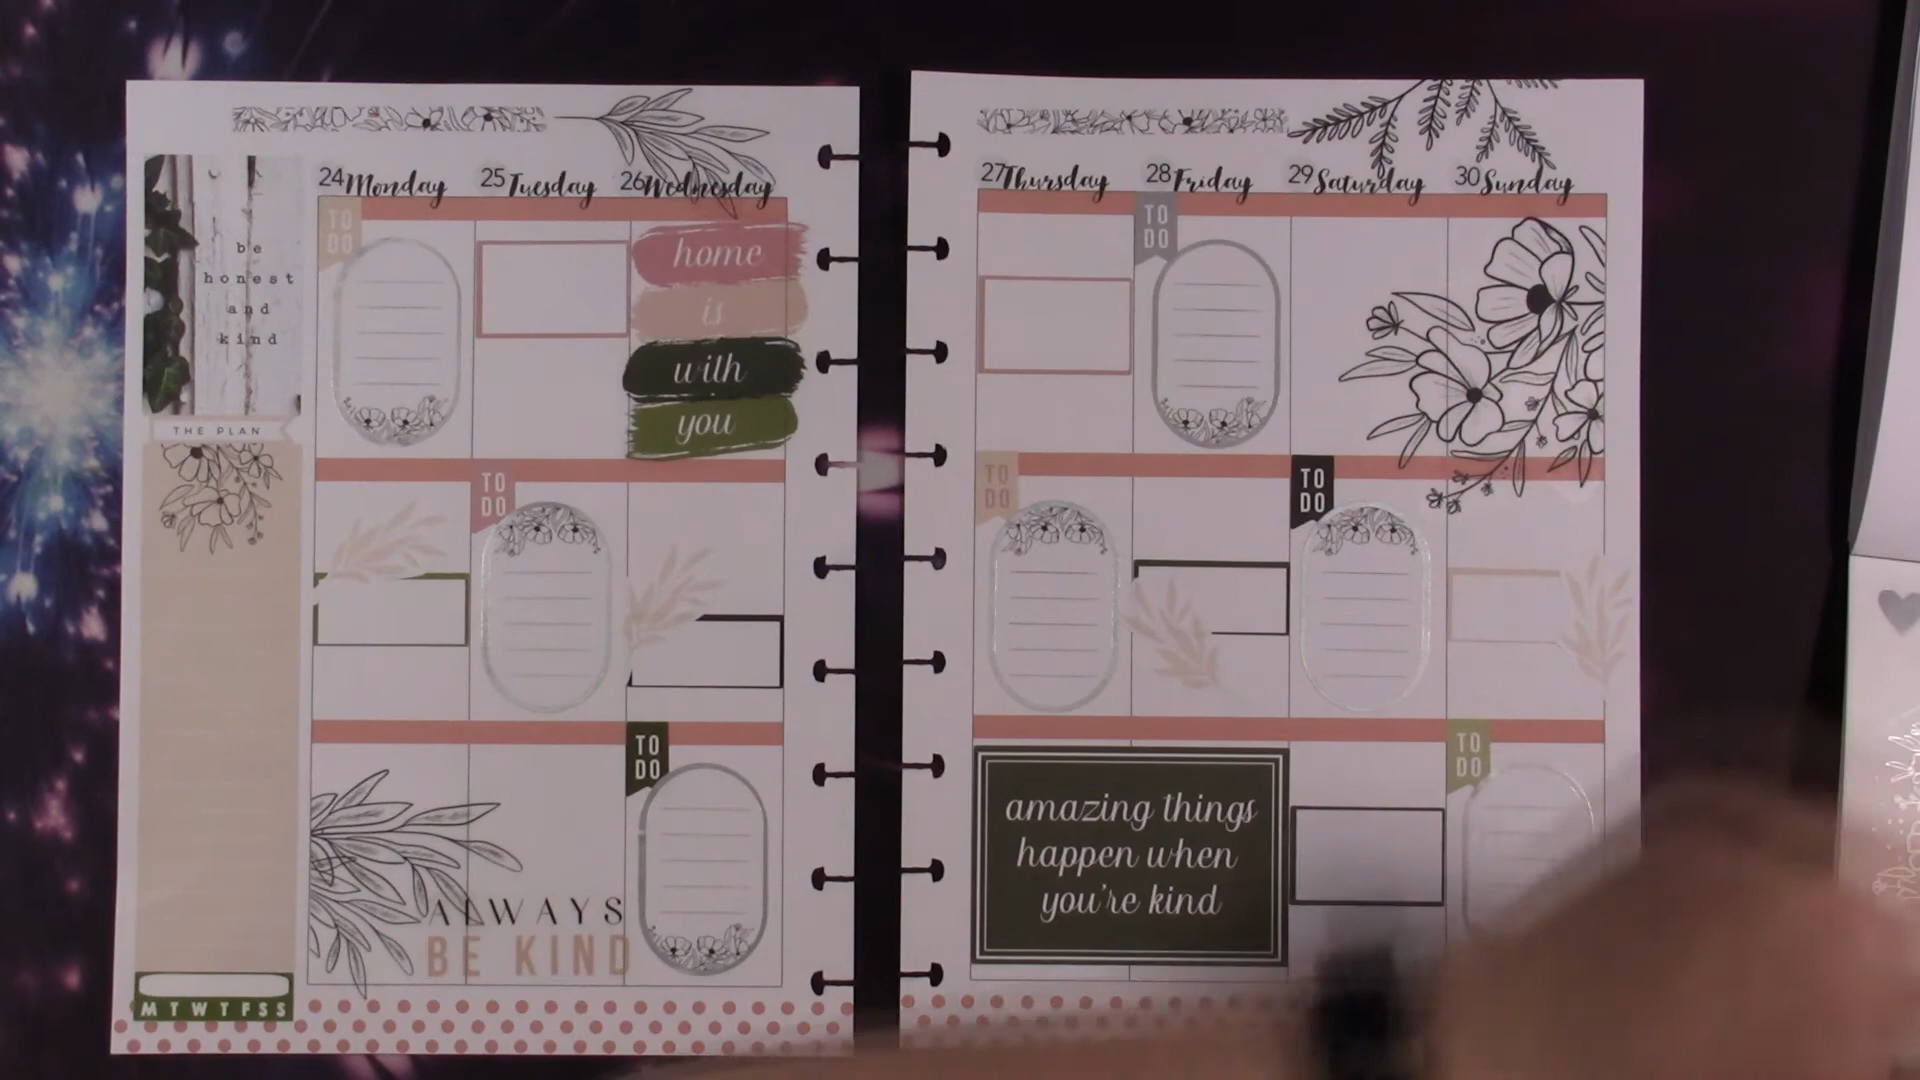 24 Monday
25 Tuesday
26 Wednesday
27 Thursday
28 Friday
29 Saturday
30 Sunday
be
honest
and
kind
THE PLAN
TO
DO
home
is
with
you
TO
DO
TO
DO
ALWAYS
BE KIND
M T W T F S S
TO
DO
TO
DO
TO
DO
amazing things
happen when
you're kind
TO
DO